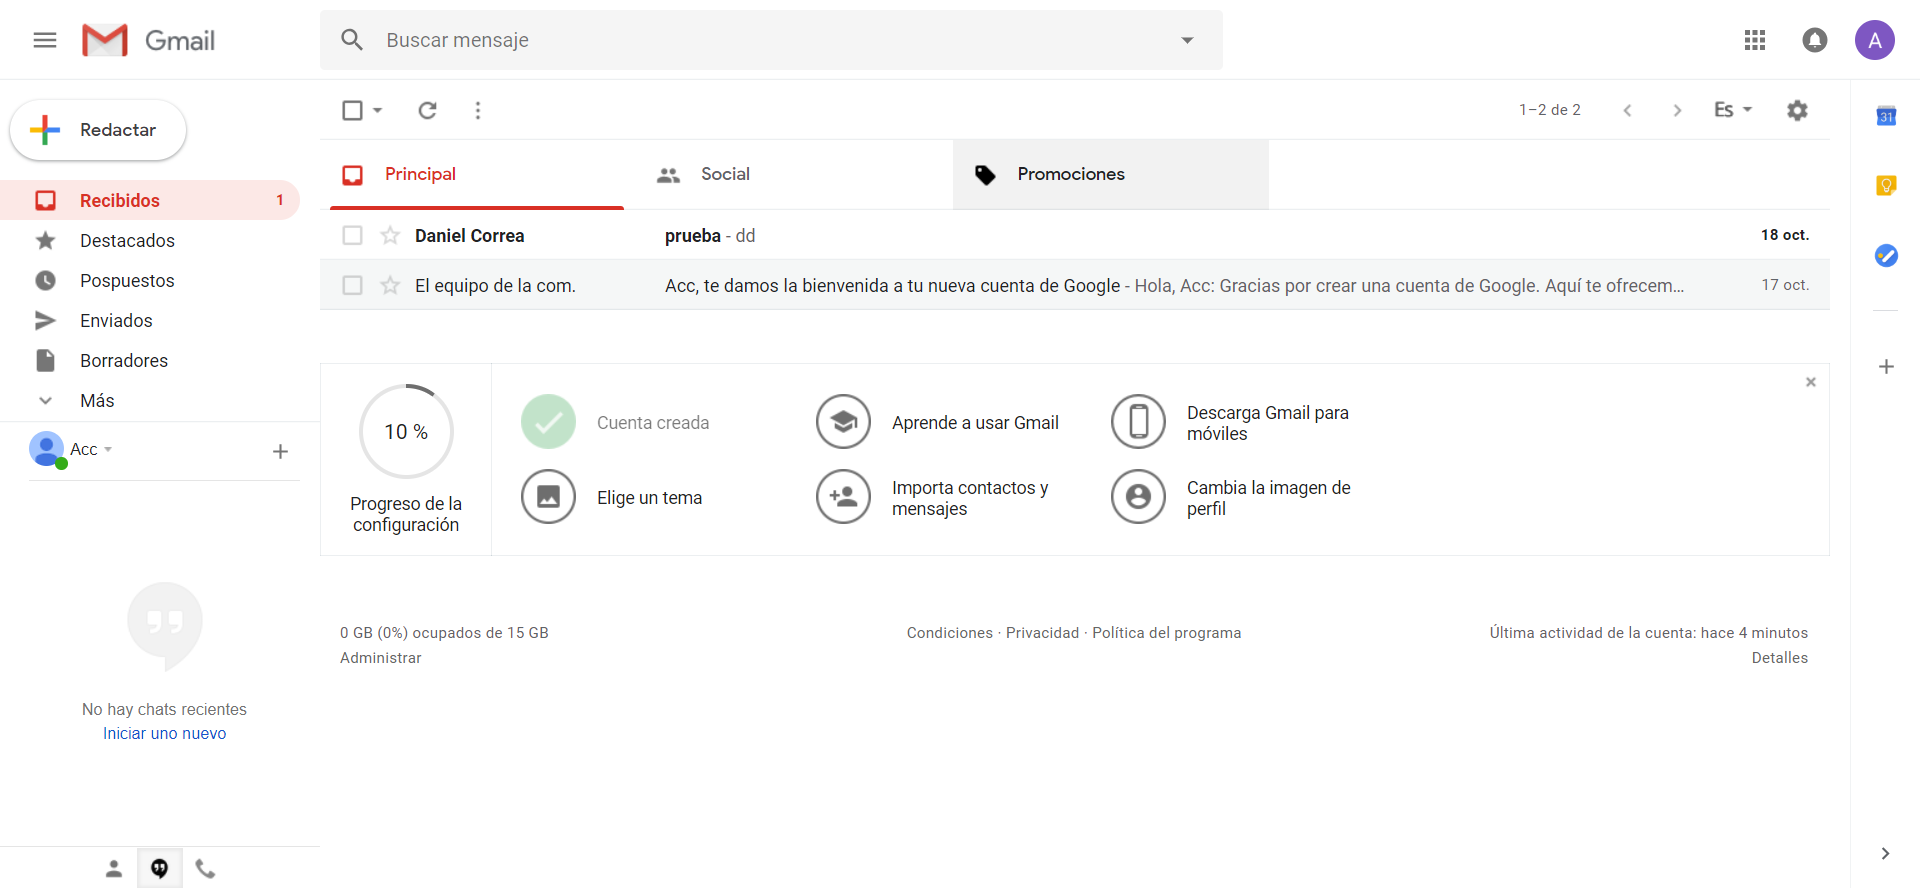 Gmail
Buscar mensaje
A
Redactar
1–2 de 2
Es
31
Principal
Social
Promociones
Recibidos 1
Destacados
Pospuestos
Enviados
Borradores
Más
Daniel Correa prueba - dd 18 oct.
El equipo de la com. Acc, te damos la bienvenida a tu nueva cuenta de Google - Hola, Acc: Gracias por crear una cuenta de Google. Aquí te ofrecem… 17 oct.
Acc
10 %
Progreso de la
configuración
Cuenta creada
Aprende a usar Gmail
Descarga Gmail para
móviles
Elige un tema
Importa contactos y
mensajes
Cambia la imagen de
perfil
0 GB (0%) ocupados de 15 GB
Administrar
Condiciones · Privacidad · Política del programa
Última actividad de la cuenta: hace 4 minutos
Detalles
No hay chats recientes
Iniciar uno nuevo